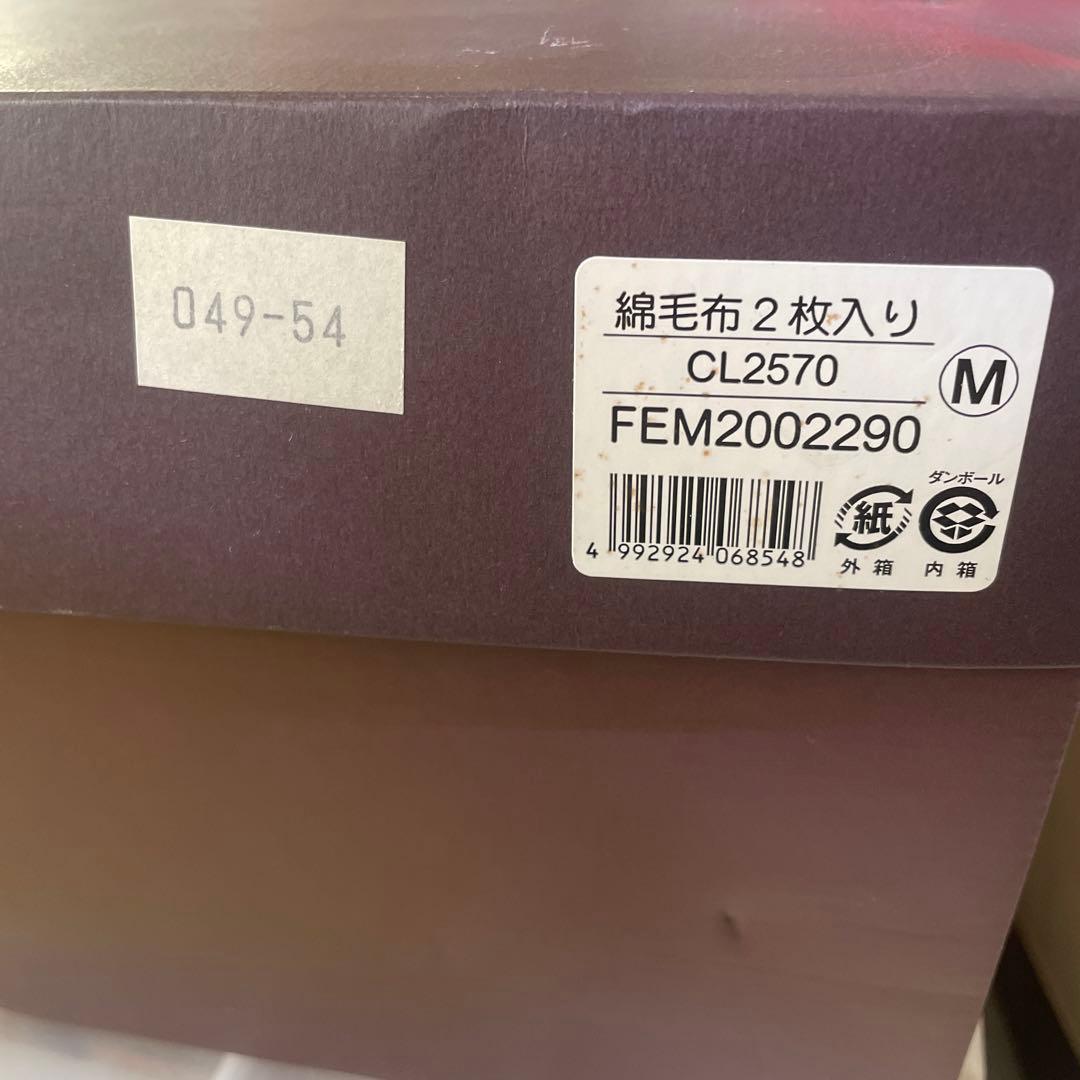 049-54
綿毛布2枚入り
CL2570
M
FEM2002290
ダンボール
紙
4 992924 068548
外箱
内箱